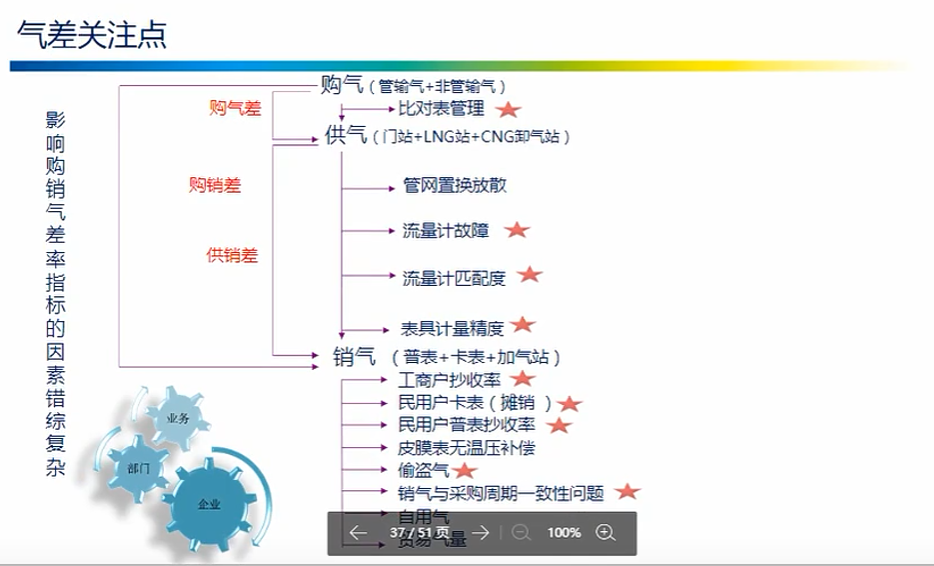 气差关注点
影响购销气差率指标的因素错综复杂
购气（管输气+非管输气）
购气差
比对表管理
供气（门站+LNG站+CNG卸气站）
购销差
管网置换放散
流量计故障
供销差
流量计匹配度
表具计量精度
销气（普表+卡表+加气站）
工商户抄收率
民用户卡表（摊销 ）
民用户普表抄收率
皮膜表无温压补偿
偷盗气
销气与采购周期一致性问题
自用气
贸易气量
业务
部门
企业
37 / 51 页
100%